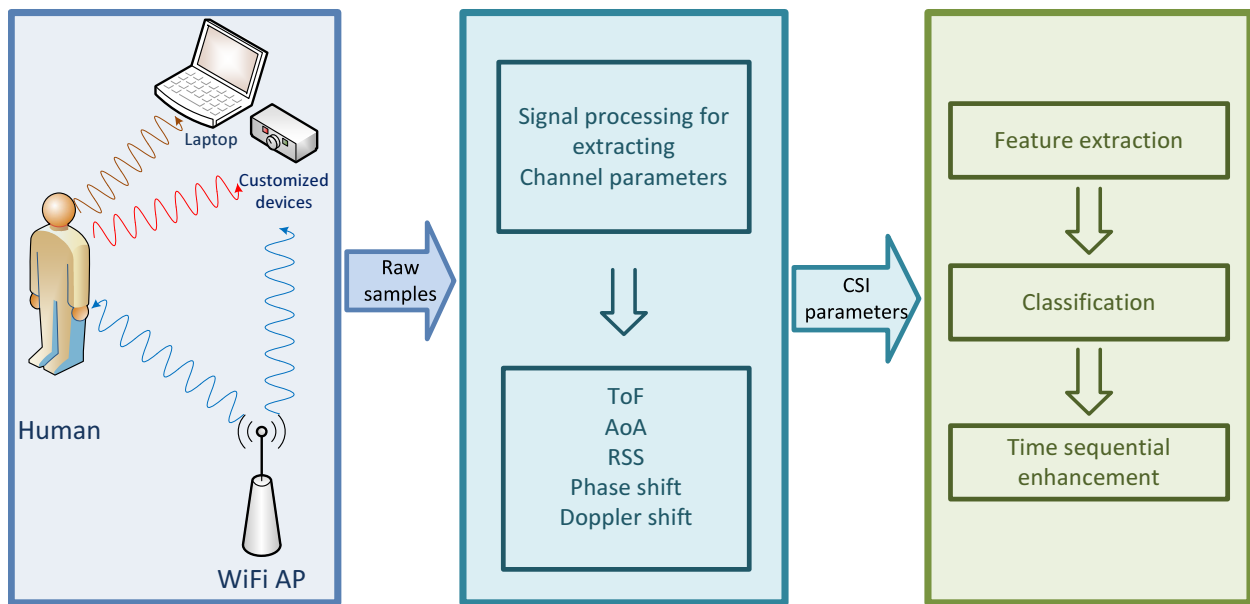 Laptop
Customized
devices
Human
WiFi AP
Raw
samples
Signal processing for
extracting
Channel parameters
ToF
AoA
RSS
Phase shift
Doppler shift
CSI
parameters
Feature extraction
Classification
Time sequential
enhancement